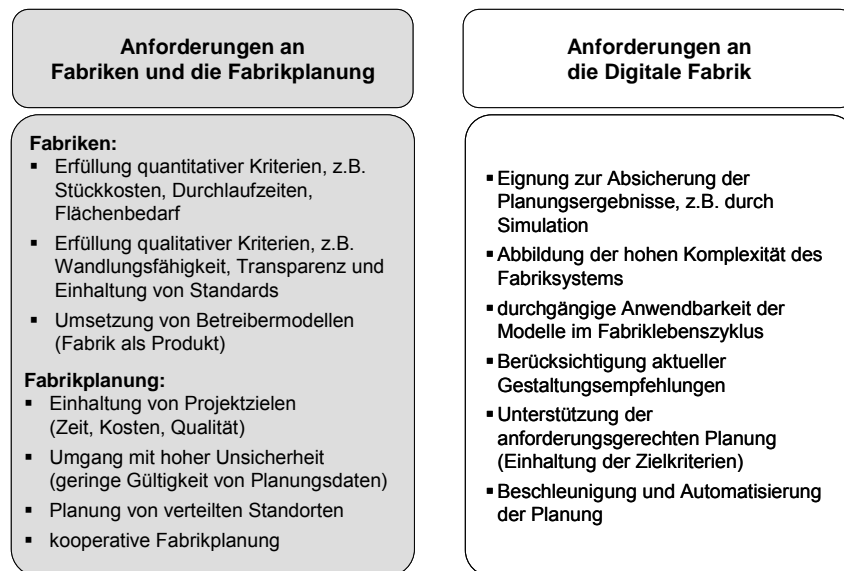 Anforderungen an
Fabriken und die Fabrikplanung
Fabriken:
▪ Erfüllung quantitativer Kriterien, z.B.
Stückkosten, Durchlaufzeiten,
Flächenbedarf
▪ Erfüllung qualitativer Kriterien, z.B.
Wandlungsfähigkeit, Transparenz und
Einhaltung von Standards
▪ Umsetzung von Betreibermodellen
(Fabrik als Produkt)
Fabrikplanung:
▪ Einhaltung von Projektzielen
(Zeit, Kosten, Qualität)
▪ Umgang mit hoher Unsicherheit
(geringe Gültigkeit von Planungsdaten)
▪ Planung von verteilten Standorten
▪ kooperative Fabrikplanung
Anforderungen an
die Digitale Fabrik
▪ Eignung zur Absicherung der
Planungsergebnisse, z.B. durch
Simulation
▪ Abbildung der hohen Komplexität des
Fabriksystems
▪ durchgängige Anwendbarkeit der
Modelle im Fabriklebenszyklus
▪ Berücksichtigung aktueller
Gestaltungsempfehlungen
▪ Unterstützung der
anforderungsgerechten Planung
(Einhaltung der Zielkriterien)
▪ Beschleunigung und Automatisierung
der Planung